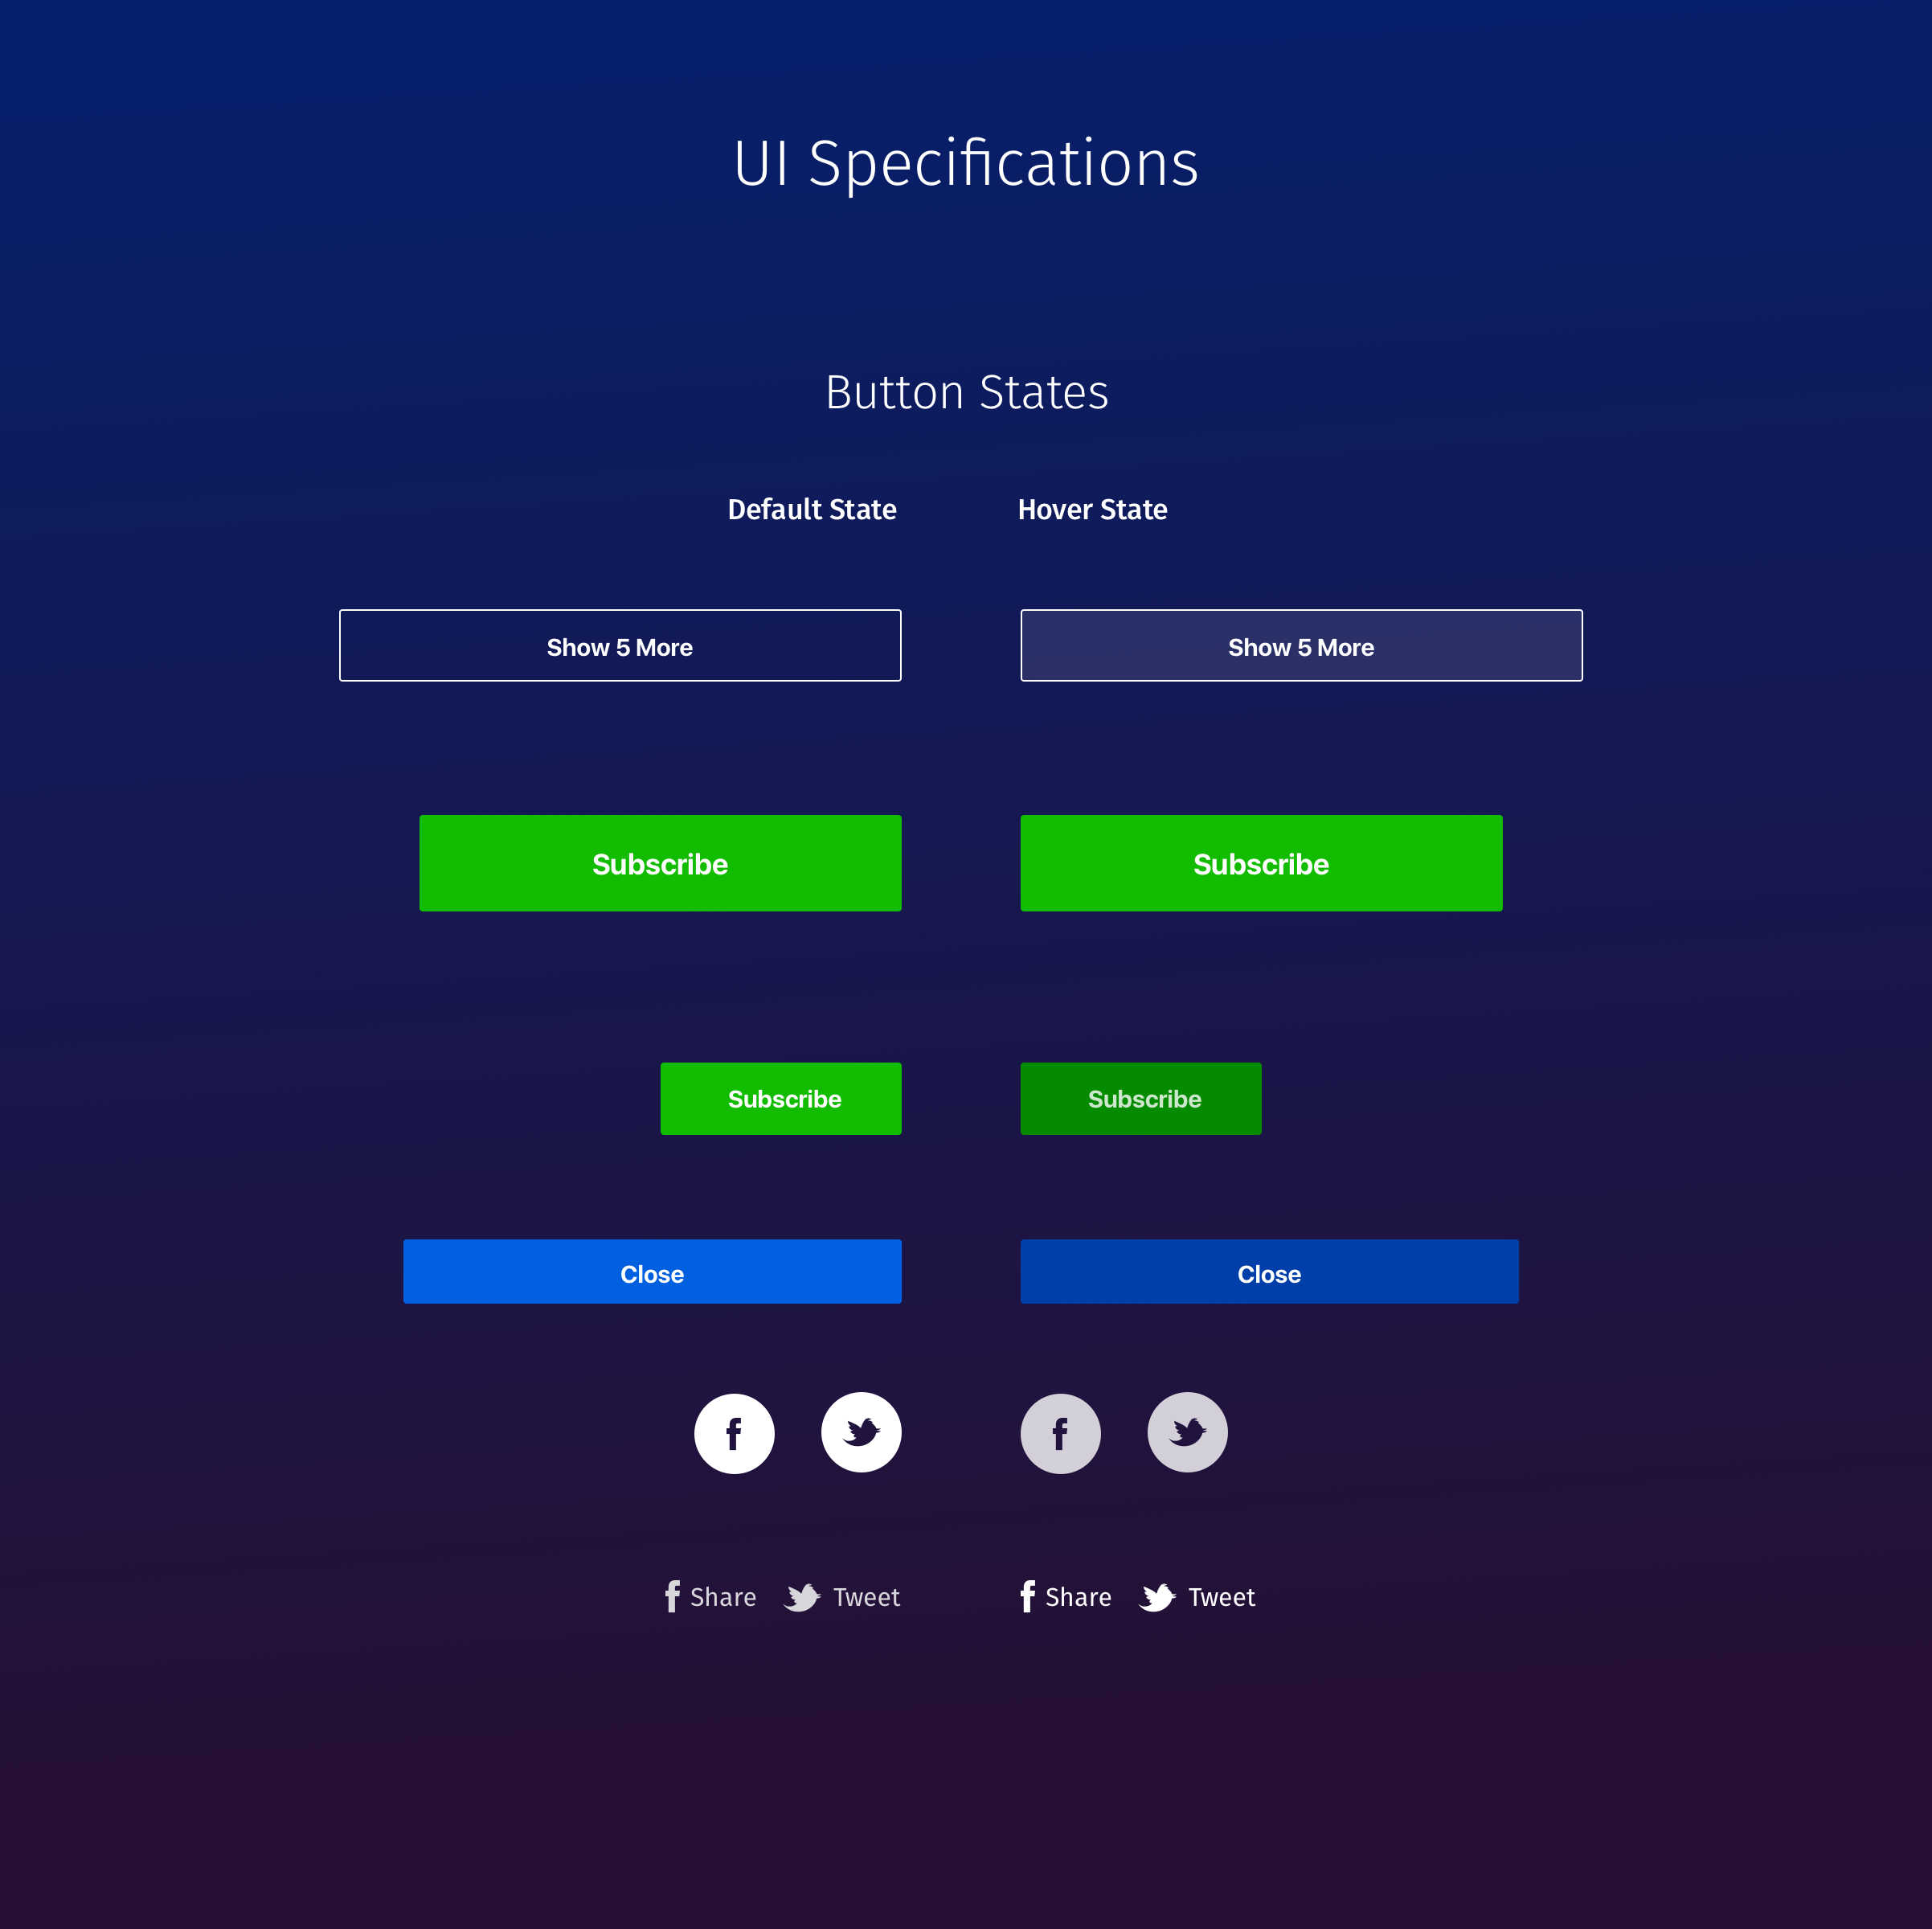 UI Specifications
Button States
Default State Hover State
Show 5 More Show 5 More
Subscribe Subscribe
Subscribe Subscribe
Close Close
Share Tweet Share Tweet